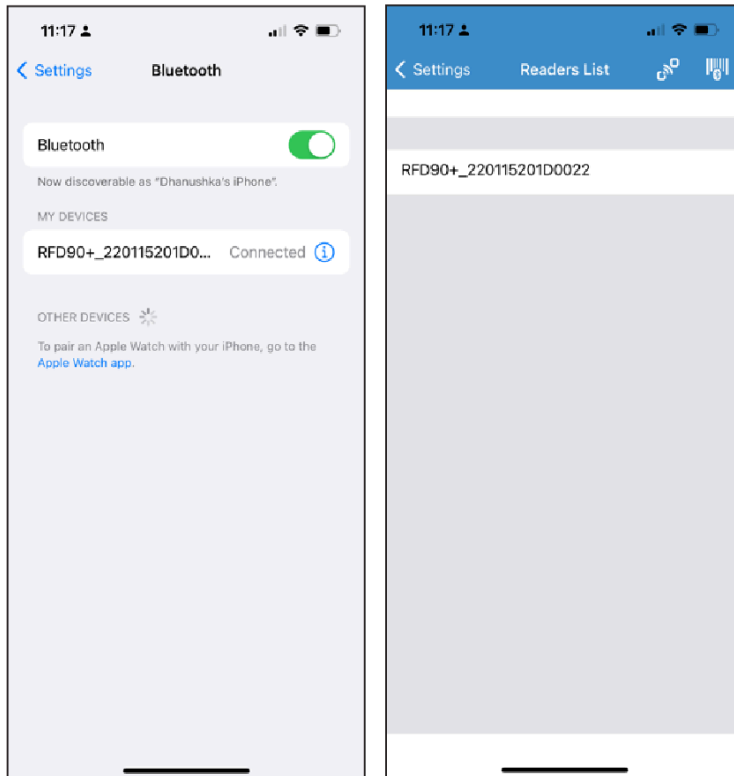 11:17
Settings
Bluetooth
Bluetooth
Now discoverable as “Dhanushka's iPhone”.
MY DEVICES
RFD90+_220115201D0... Connected
OTHER DEVICES
To pair an Apple Watch with your iPhone, go to the
Apple Watch app.
11:17
Settings Readers List
RFD90+_220115201D0022